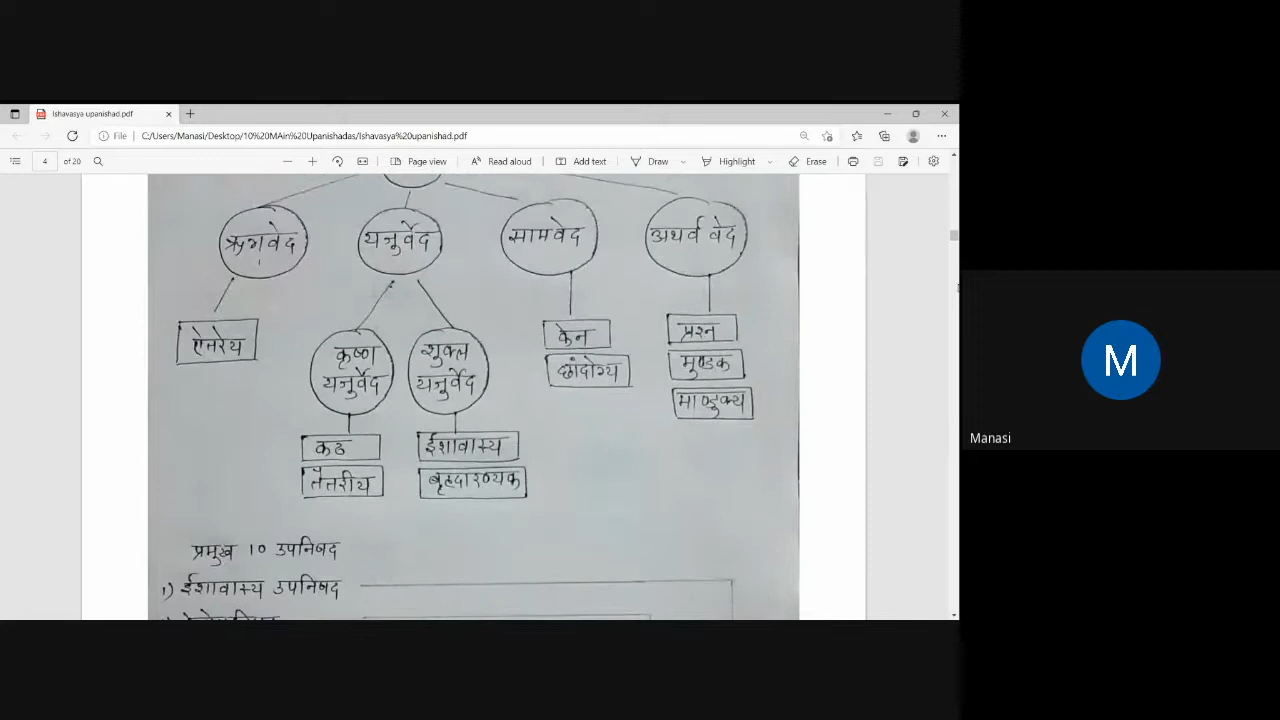 Ishavasya upanishad.pdf
File C:/Users/Manasi/Desktop/10%20MAin%20Upanishadas/Ishavasya%20upanishad.pdf
4 of 20 Page view Read aloud Add text Draw Highlight Erase
ऋग्वेद यजुर्वेद सामवेद अथर्व वेद
ऐतरेय कृष्ण यजुर्वेद शुक्ल यजुर्वेद केन प्रश्न
छांदोग्य मुण्डक
माण्डुक्य
कठ ईशावास्य
तैत्तरीय बृहदारण्यक
M
Manasi
प्रमुख १० उपनिषद
१) ईशावास्य उपनिषद